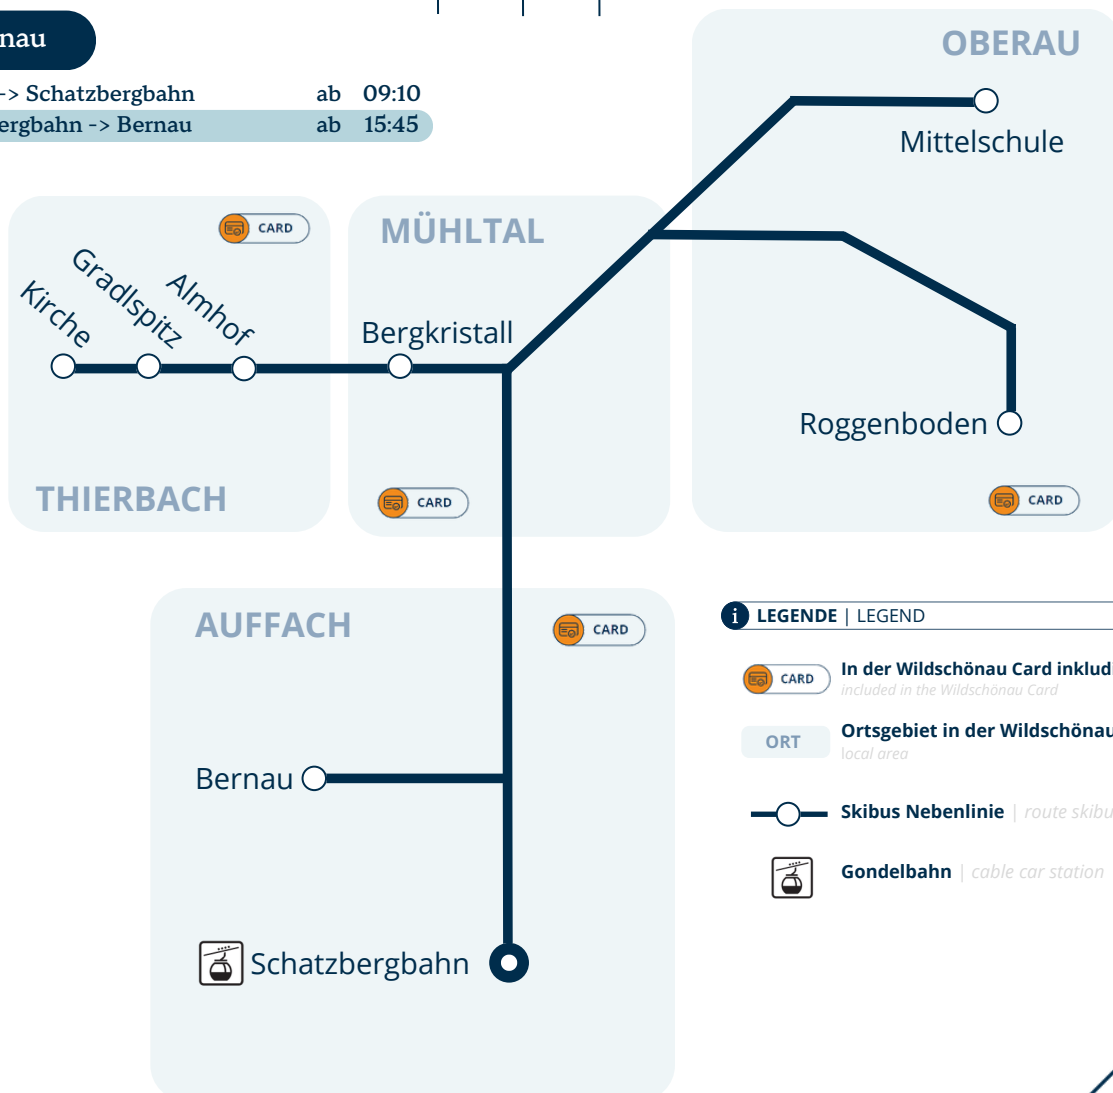 nau
-> Schatzbergbahn ab 09:10
ergbahn -> Bernau ab 15:45
OBERAU
Mittelschule
CARD
MÜHLTAL
Kirche
Gradlspitz
Almhof
Bergkristall
Roggenboden
THIERBACH
CARD
CARD
AUFFACH
CARD
i LEGENDE | LEGEND
CARD In der Wildschönau Card inkludi
included in the Wildschönau Card
ORT Ortsgebiet in der Wildschönau
local area
Bernau
Skibus Nebenlinie | route skibu
Gondelbahn | cable car station
Schatzbergbahn